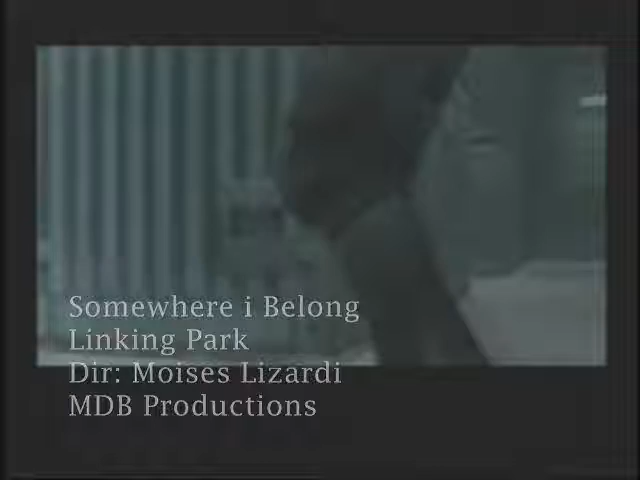 Somewhere i Belong
Linking Park
Dir: Moises Lizardi
MDB Productions